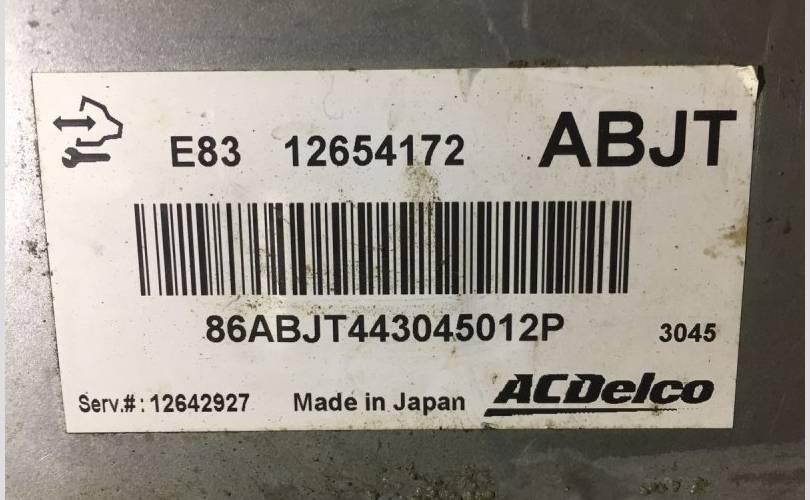 E83 12654172 ABJT
86ABJT443045012P 3045
Serv.#: 12642927 Made in Japan ACDelco